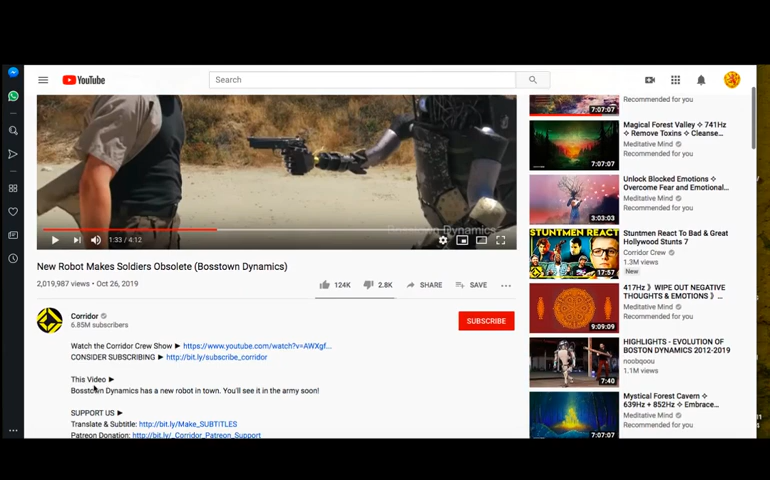 YouTube
Search
Bosstown Dynamics
1:33 / 4:12
New Robot Makes Soldiers Obsolete (Bosstown Dynamics)
2,019,987 views • Oct 26, 2019
124K
2.8K
SHARE
SAVE
Corridor
6.85M subscribers
SUBSCRIBE
Watch the Corridor Crew Show ► https://www.youtube.com/watch?v=AWXgf...
CONSIDER SUBSCRIBING ► http://bit.ly/subscribe_corridor
This Video ►
Bosstown Dynamics has a new robot in town. You'll see it in the army soon!
SUPPORT US ►
Translate & Subtitle: http://bit.ly/Make_SUBTITLES
Patreon Donation: http://bit.ly/_Corridor_Patreon_Support
7:07:07
Recommended for you
Magical Forest Valley ✧ 741Hz
✧ Remove Toxins ✧ Cleanse...
Meditative Mind
Recommended for you
7:07:07
Unlock Blocked Emotions ✧
Overcome Fear and Emotional...
Meditative Mind
Recommended for you
3:03:03
STUNTMEN REACT
Stuntmen React To Bad & Great
Hollywood Stunts 7
Corridor Crew
1.3M views
New
17:57
417Hz 》WIPE OUT NEGATIVE
THOUGHTS & EMOTIONS 》...
Meditative Mind
Recommended for you
9:09:09
HIGHLIGHTS - EVOLUTION OF
BOSTON DYNAMICS 2012-2019
noobqoou
1.1M views
7:40
Mystical Forest Cavern ✧
639Hz + 852Hz ✧ Embrace...
Meditative Mind
Recommended for you
7:07:07